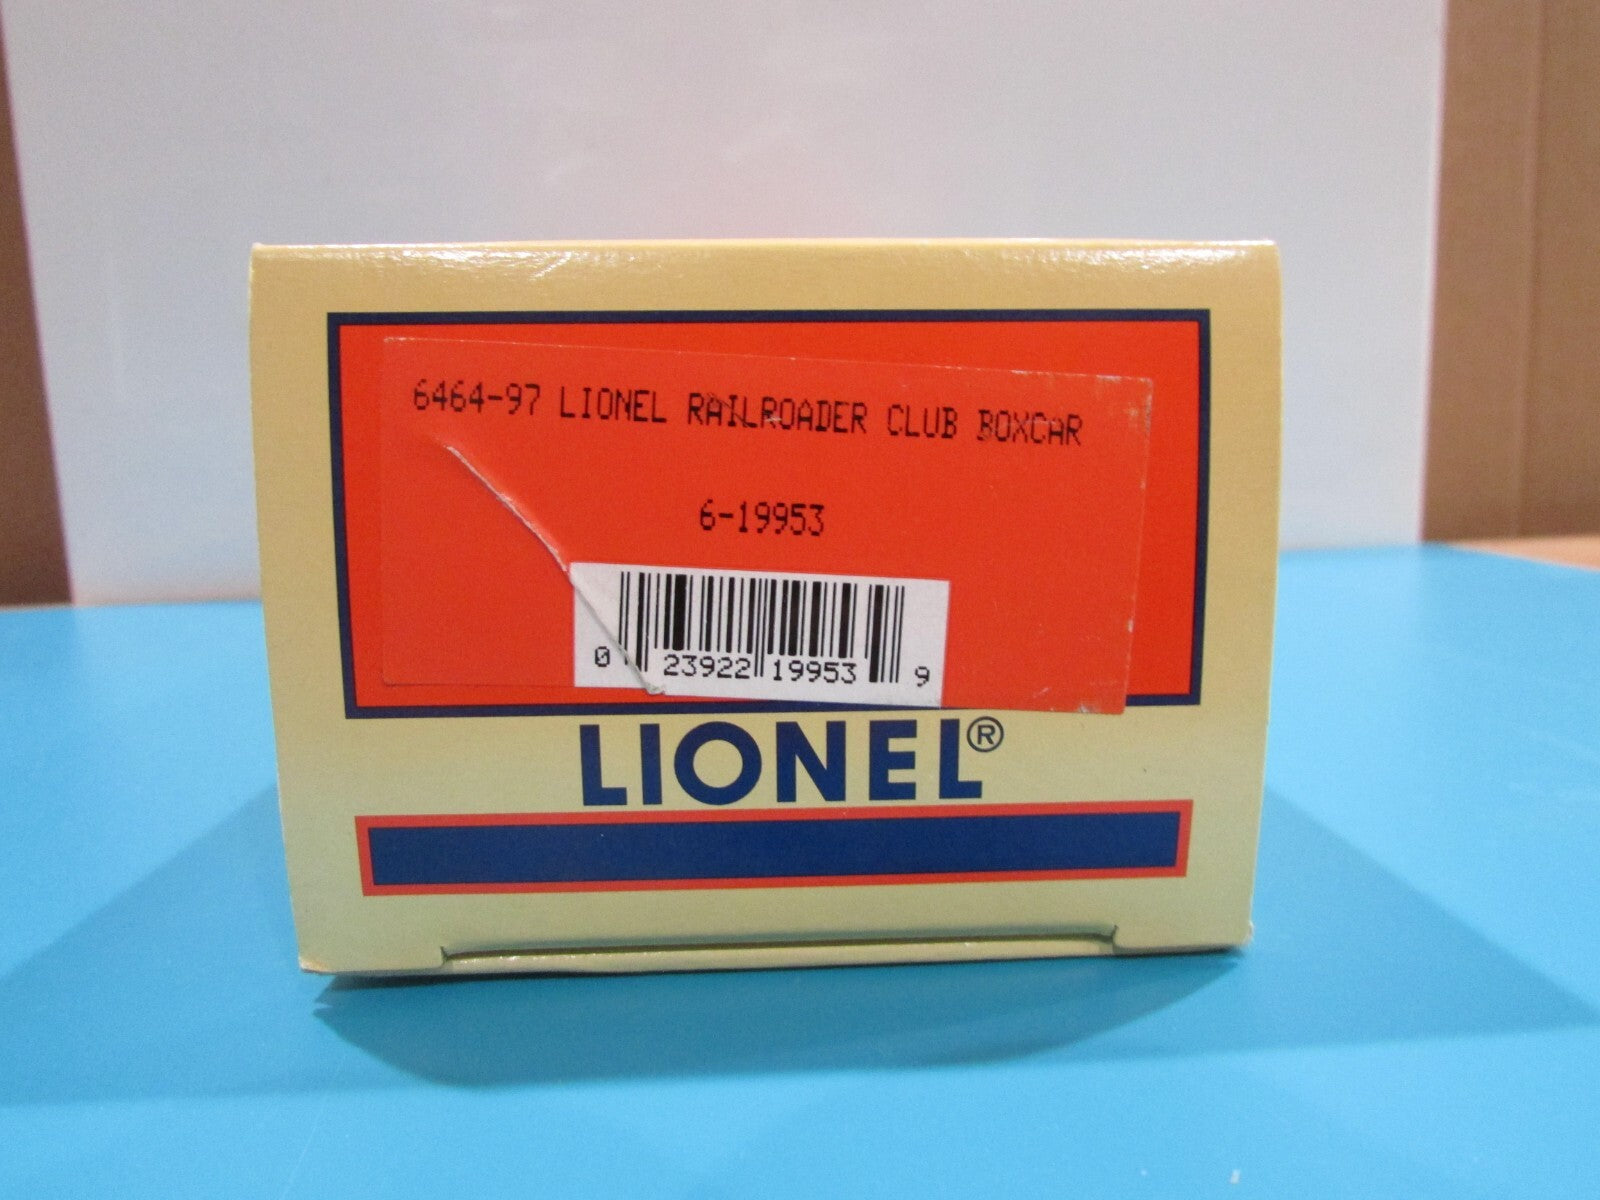 6464-97 LIONEL RAILROADER CLUB BOXCAR
6-19953
0 23922 19953 9
LIONEL®